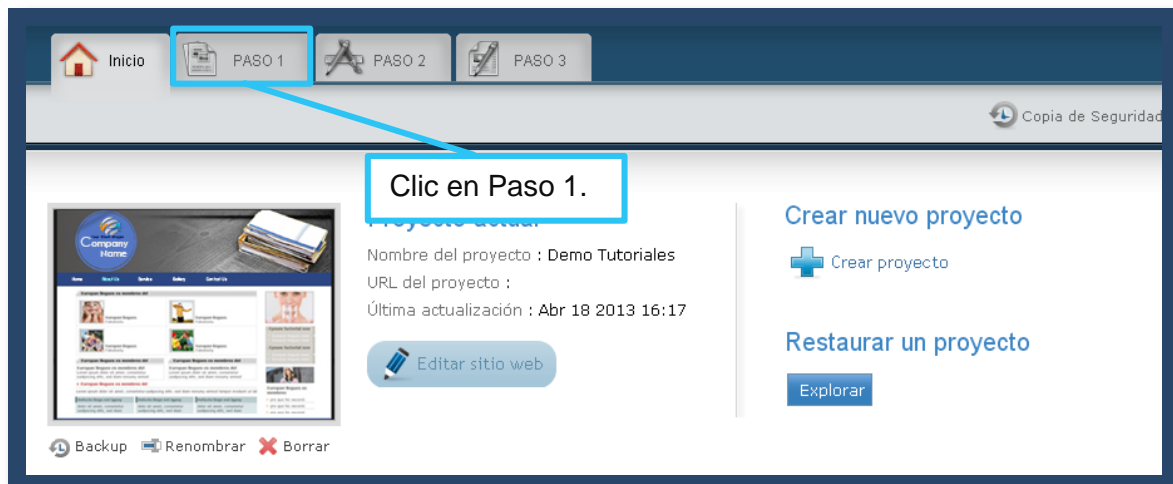 Inicio
PASO 1
PASO 2
PASO 3
Copia de Seguridad
Clic en Paso 1.
Proyecto actual
Nombre del proyecto : Demo Tutoriales
URL del proyecto :
Última actualización : Abr 18 2013 16:17
Editar sitio web
Company
Name
Backup
Renombrar
Borrar
Crear nuevo proyecto
Crear proyecto
Restaurar un proyecto
Explorar